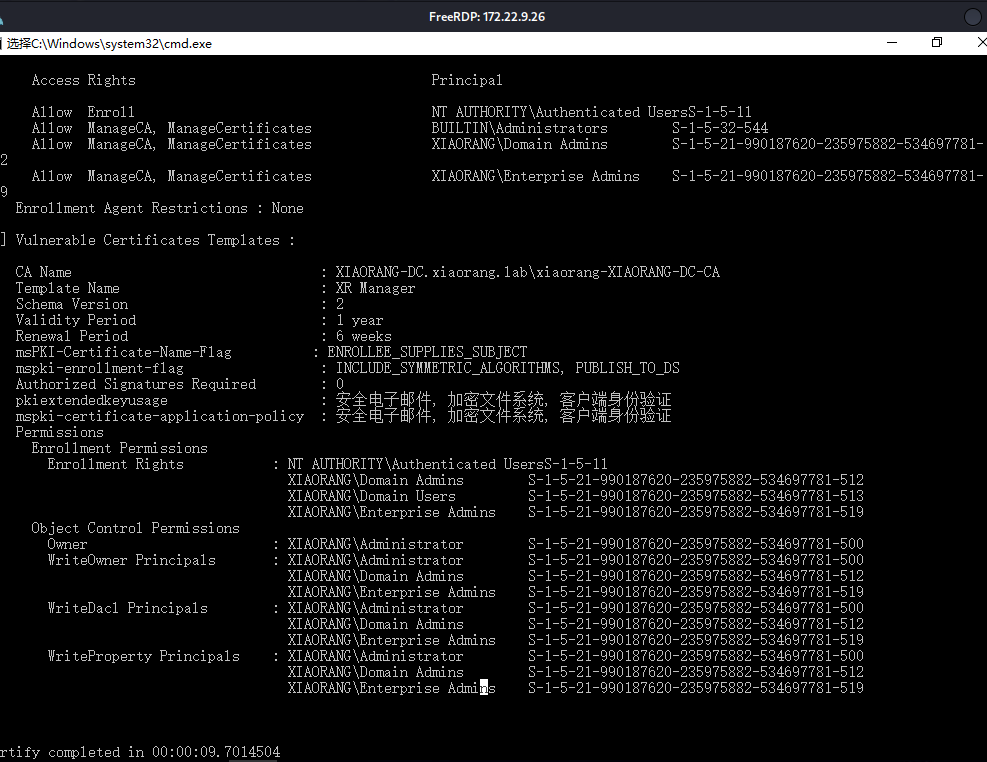 FreeRDP: 172.22.9.26
选择C:\Windows\system32\cmd.exe
Access Rights Principal
Allow Enroll NT AUTHORITY\Authenticated UsersS-1-5-11
Allow ManageCA, ManageCertificates BUILTIN\Administrators S-1-5-32-544
Allow ManageCA, ManageCertificates XIAORANG\Domain Admins S-1-5-21-990187620-235975882-534697781-
2
Allow ManageCA, ManageCertificates XIAORANG\Enterprise Admins S-1-5-21-990187620-235975882-534697781-
9
Enrollment Agent Restrictions : None
] Vulnerable Certificates Templates :
CA Name : XIAORANG-DC.xiaorang.lab\xiaorang-XIAORANG-DC-CA
Template Name : XR Manager
Schema Version : 2
Validity Period : 1 year
Renewal Period : 6 weeks
msPKI-Certificate-Name-Flag : ENROLLEE_SUPPLIES_SUBJECT
mspki-enrollment-flag : INCLUDE_SYMMETRIC_ALGORITHMS, PUBLISH_TO_DS
Authorized Signatures Required : 0
pkiextendedkeyusage : 安全电子邮件, 加密文件系统, 客户端身份验证
mspki-certificate-application-policy : 安全电子邮件, 加密文件系统, 客户端身份验证
Permissions
Enrollment Permissions
Enrollment Rights : NT AUTHORITY\Authenticated UsersS-1-5-11
XIAORANG\Domain Admins S-1-5-21-990187620-235975882-534697781-512
XIAORANG\Domain Users S-1-5-21-990187620-235975882-534697781-513
XIAORANG\Enterprise Admins S-1-5-21-990187620-235975882-534697781-519
Object Control Permissions
Owner : XIAORANG\Administrator S-1-5-21-990187620-235975882-534697781-500
WriteOwner Principals : XIAORANG\Administrator S-1-5-21-990187620-235975882-534697781-500
XIAORANG\Domain Admins S-1-5-21-990187620-235975882-534697781-512
XIAORANG\Enterprise Admins S-1-5-21-990187620-235975882-534697781-519
WriteDacl Principals : XIAORANG\Administrator S-1-5-21-990187620-235975882-534697781-500
XIAORANG\Domain Admins S-1-5-21-990187620-235975882-534697781-512
XIAORANG\Enterprise Admins S-1-5-21-990187620-235975882-534697781-519
WriteProperty Principals : XIAORANG\Administrator S-1-5-21-990187620-235975882-534697781-500
XIAORANG\Domain Admins S-1-5-21-990187620-235975882-534697781-512
XIAORANG\Enterprise Admins S-1-5-21-990187620-235975882-534697781-519
rtify completed in 00:00:09.7014504